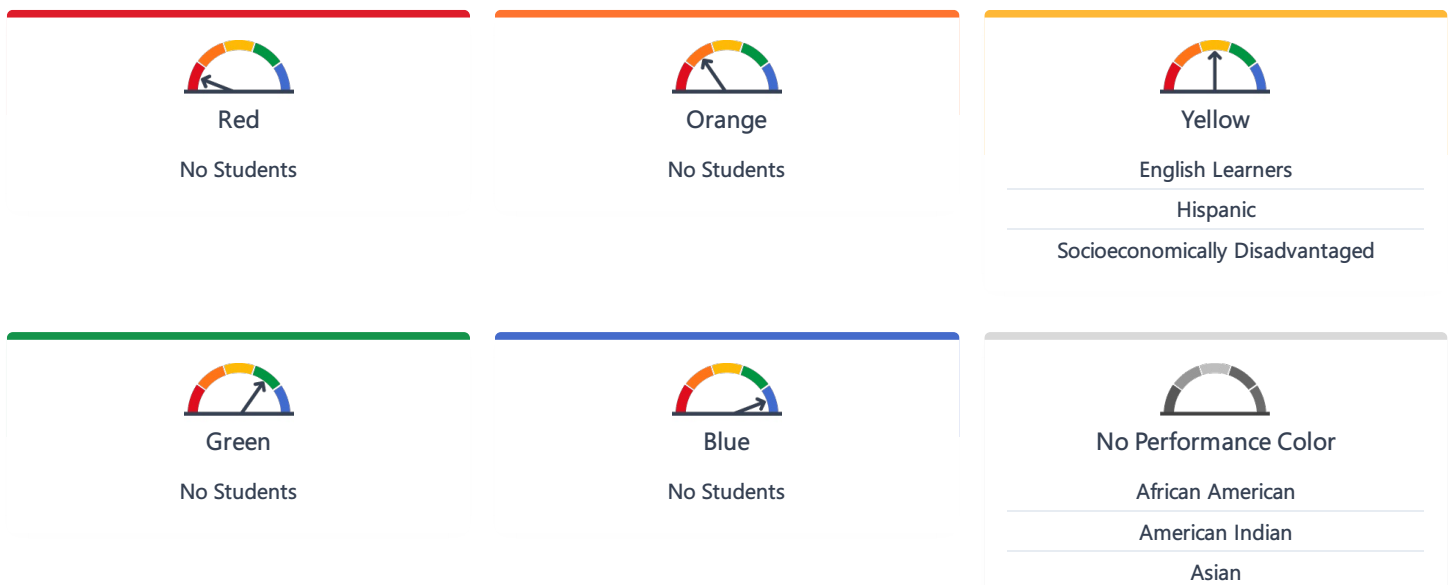 Red
No Students
Orange
No Students
Yellow
English Learners
Hispanic
Socioeconomically Disadvantaged
Green
No Students
Blue
No Students
No Performance Color
African American
American Indian
Asian